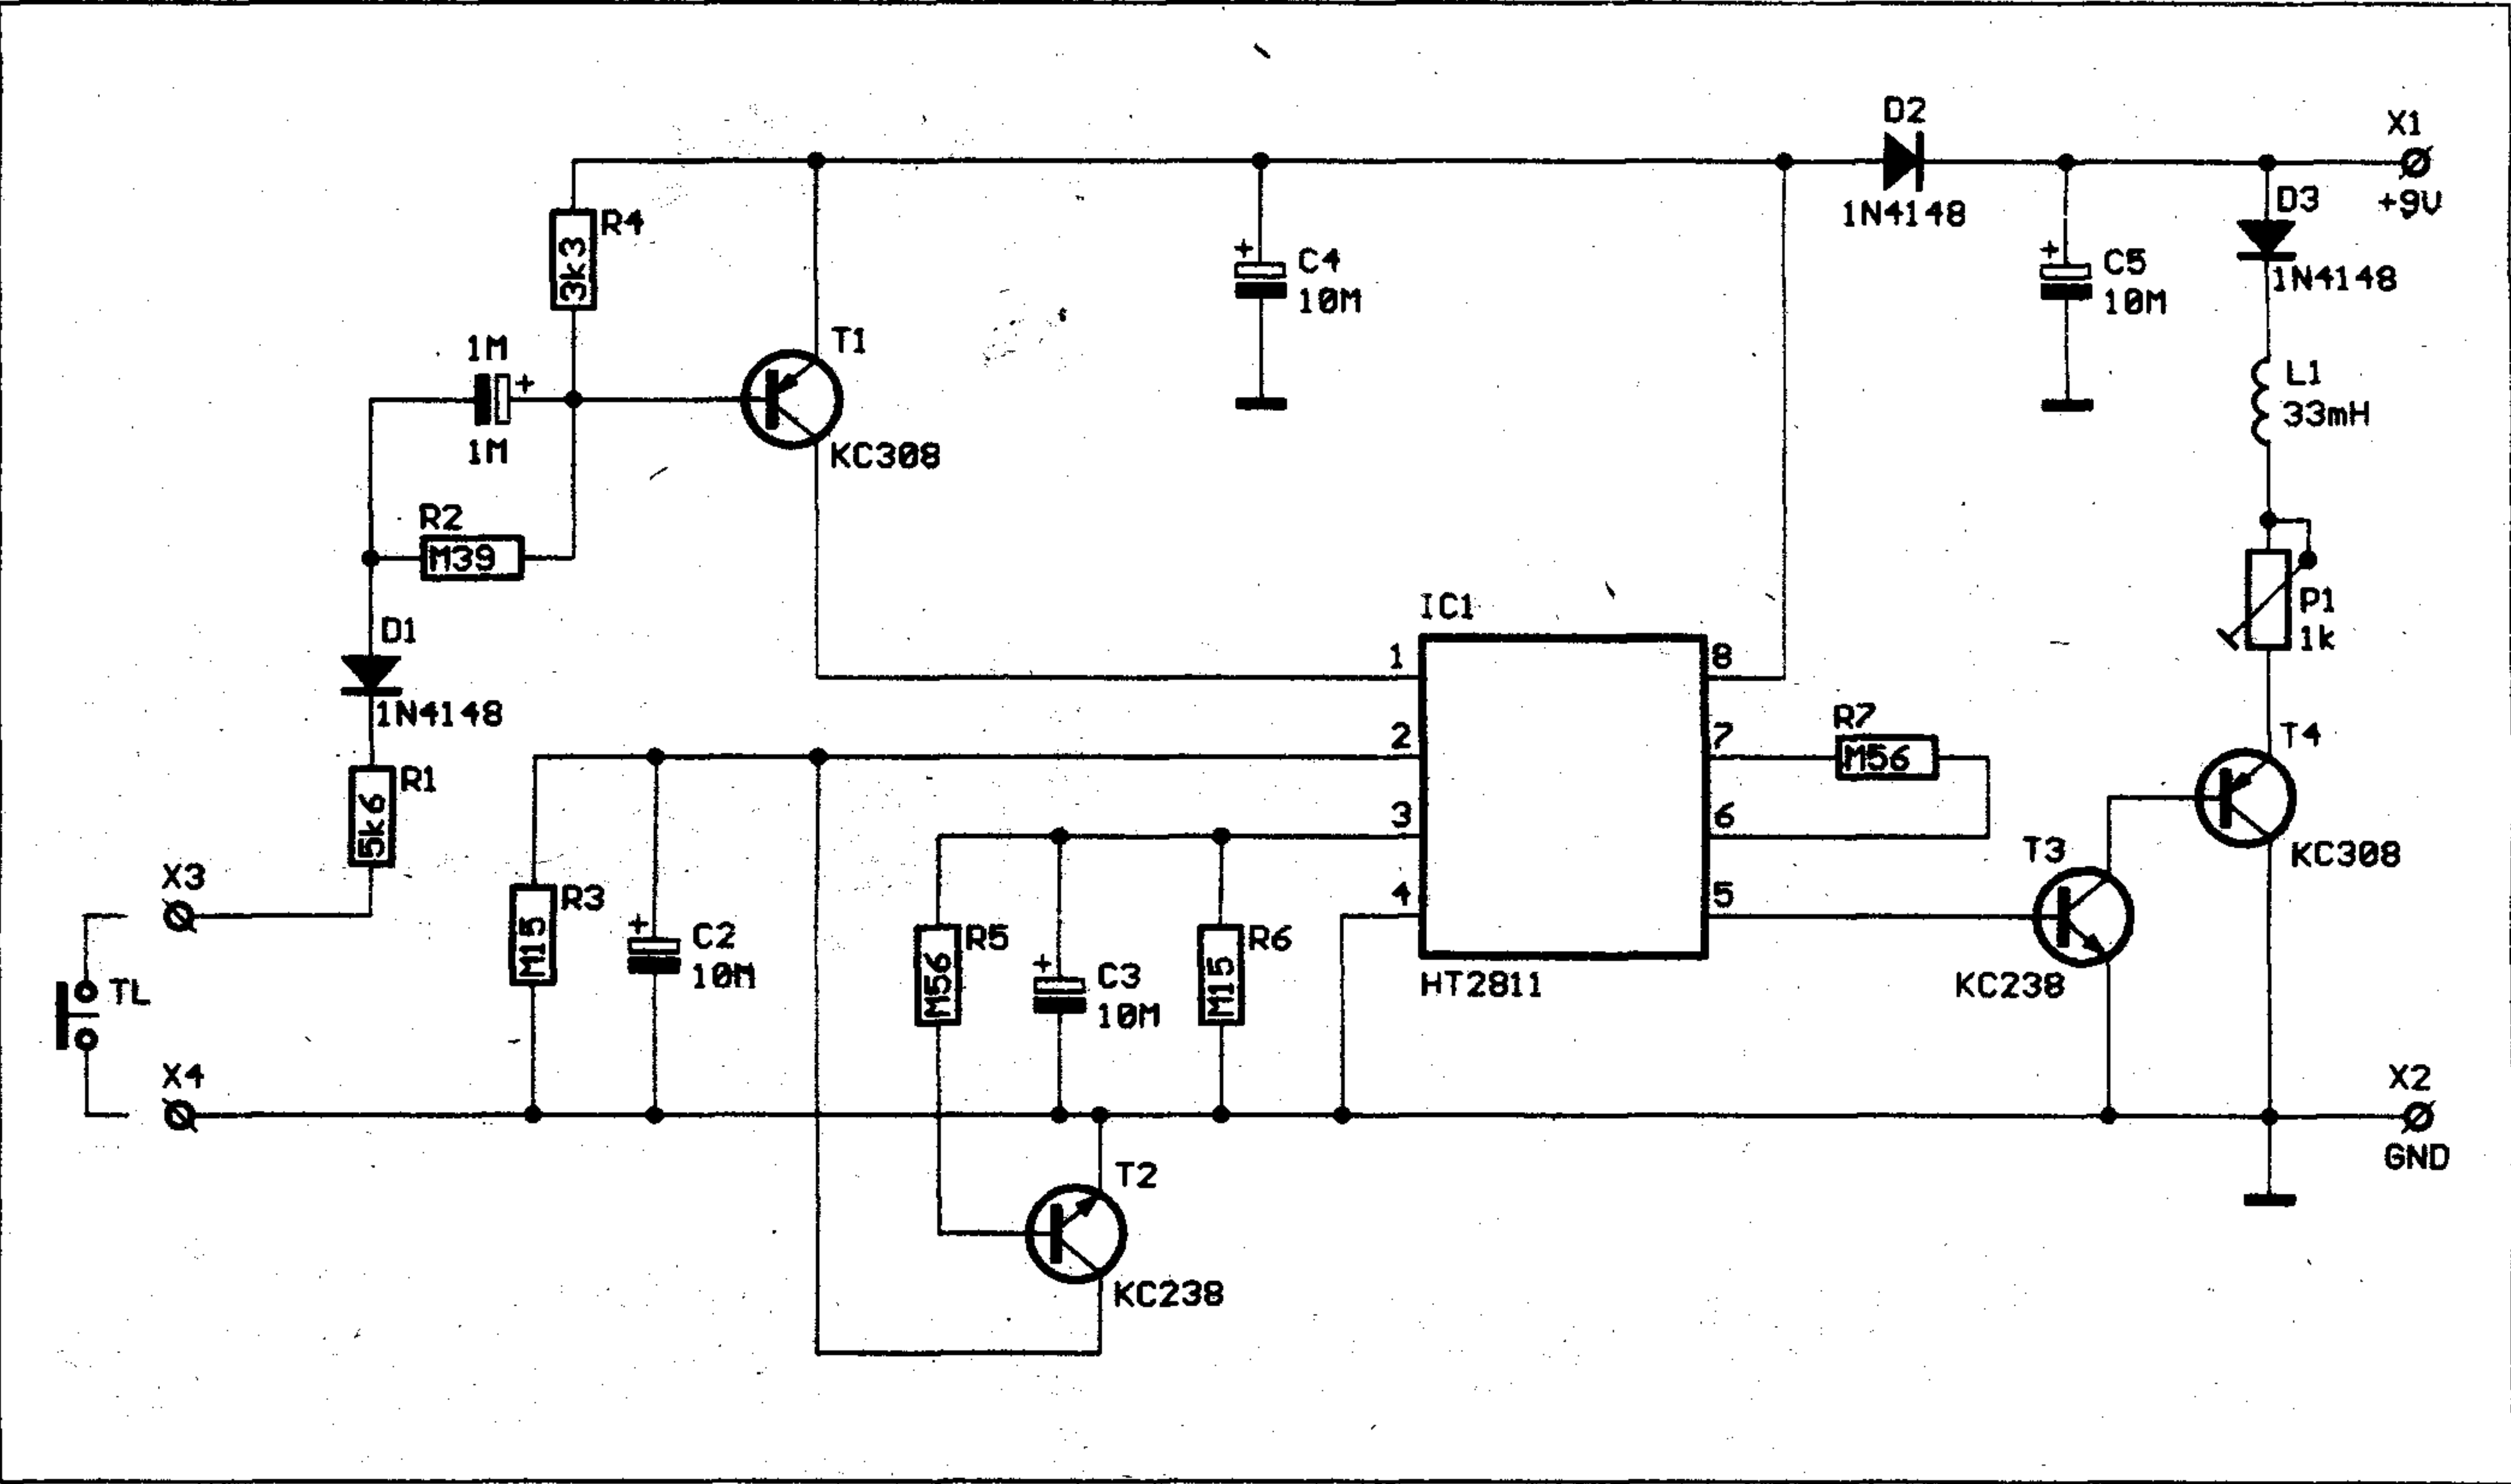 D2
X1
1N4148
+9V
D3
1N4148
R4
3k3
+
C4
10M
+
C5
10M
1M
+
1M
T1
KC308
L1
33mH
R2
M39
D1
1N4148
IC1
P1
1k
1
8
2
7
3
6
4
5
R7
M56
T4
KC308
R1
5k6
X3
R3
M15
+
C2
10M
R5
M56
+
C3
10M
R6
M15
HT2811
T3
KC238
TL
X4
X2
GND
T2
KC238